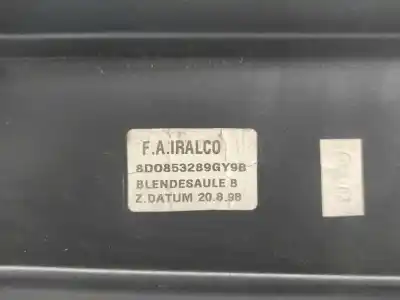 F.A.IRALCO
8D0853289GY9B
BLENDESAULE B
Z.DATUM 20.8.98